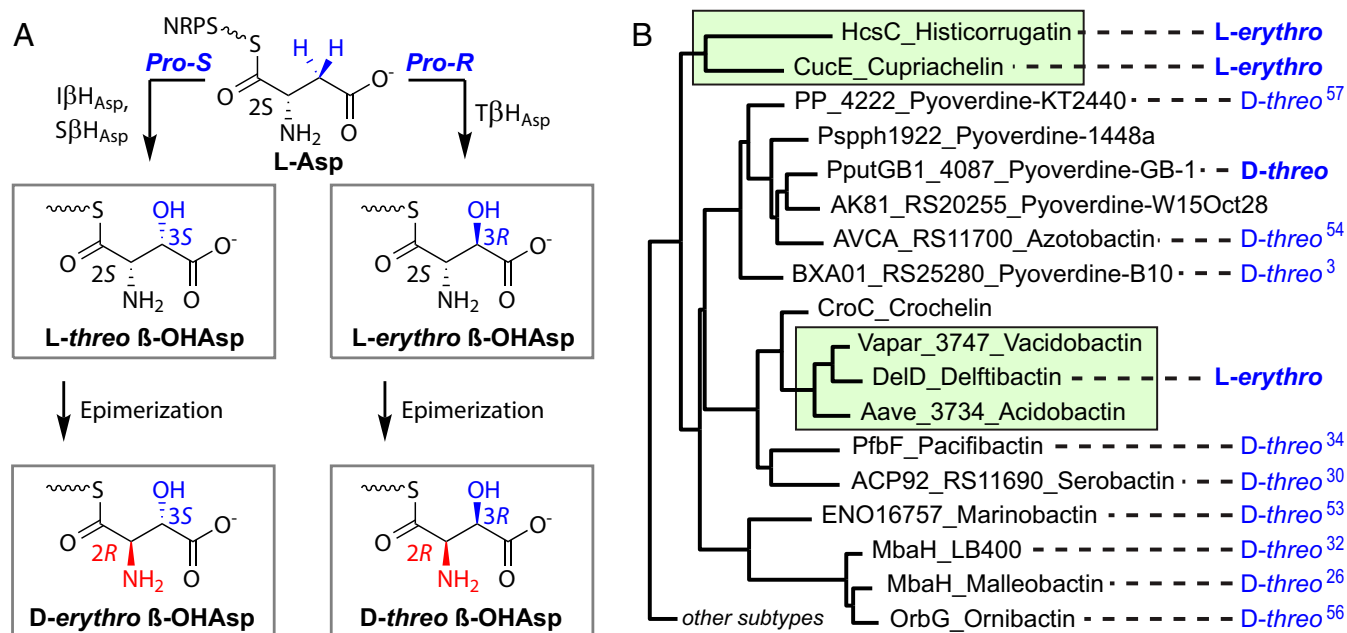 A
NRPS
S
H H
Pro-S
Pro-R
O
2S
O⁻
NH₂
O
IβH_Asp,
SβH_Asp
TβH_Asp
L-Asp
S
OH
3S
O⁻
O
2S
NH₂
O
L-threo ß-OHAsp
S
OH
3R
O⁻
O
2S
NH₂
O
L-erythro ß-OHAsp
Epimerization
Epimerization
S
OH
3S
O⁻
O
2R
NH₂
O
D-erythro ß-OHAsp
S
OH
3R
O⁻
O
2R
NH₂
O
D-threo ß-OHAsp
B
HcsC_Histicorrugatin L-erythro
CucE_Cupriachelin L-erythro
PP_4222_Pyoverdine-KT2440 D-threo⁵⁷
Pspph1922_Pyoverdine-1448a
PputGB1_4087_Pyoverdine-GB-1 D-threo
AK81_RS20255_Pyoverdine-W15Oct28
AVCA_RS11700_Azotobactin D-threo⁵⁴
BXA01_RS25280_Pyoverdine-B10 D-threo³
CroC_Crochelin
Vapar_3747_Vacidobactin
DelD_Delftibactin L-erythro
Aave_3734_Acidobactin
PfbF_Pacifibactin D-threo³⁴
ACP92_RS11690_Serobactin D-threo³⁰
ENO16757_Marinobactin D-threo⁵³
MbaH_LB400 D-threo³²
MbaH_Malleobactin D-threo²⁶
OrbG_Ornibactin D-threo⁵⁶
other subtypes